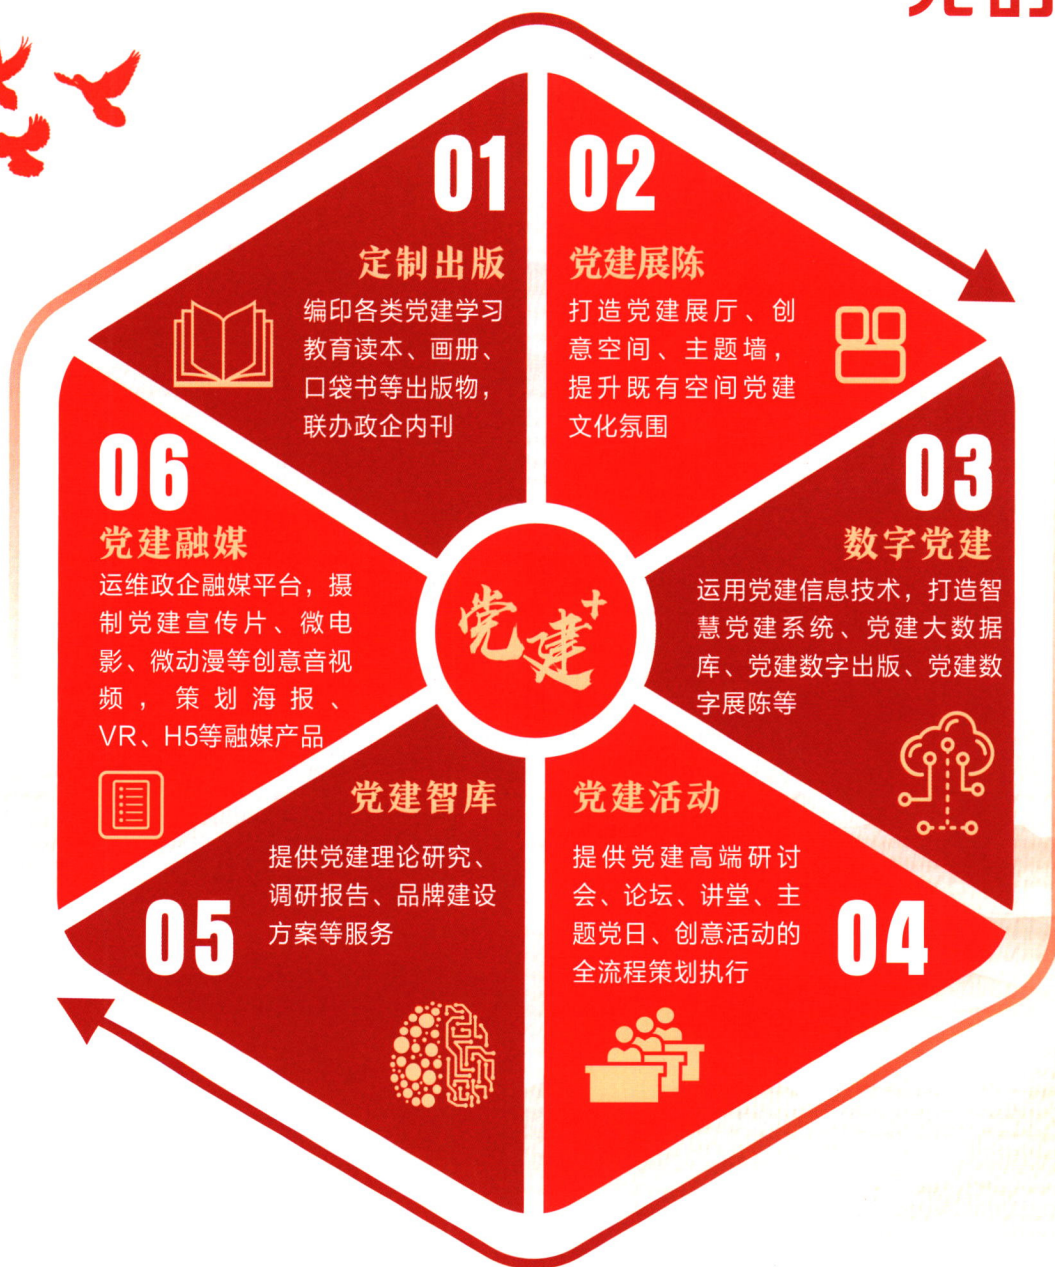 01
定制出版
编印各类党建学习
教育读本、画册、
口袋书等出版物，
联办政企内刊
02
党建展陈
打造党建展厅、创
意空间、主题墙，
提升既有空间党建
文化氛围
03
数字党建
运用党建信息技术，打造智
慧党建系统、党建大数据
库、党建数字出版、党建数
字展陈等
党建活动
提供党建高端研讨
会、论坛、讲堂、主
题党日、创意活动的
全流程策划执行
04
党建智库
提供党建理论研究、
调研报告、品牌建设
方案等服务
05
06
党建融媒
运维政企融媒平台，摄
制党建宣传片、微电
影、微动漫等创意音视
频，策划海报、
VR、H5等融媒产品
党建+